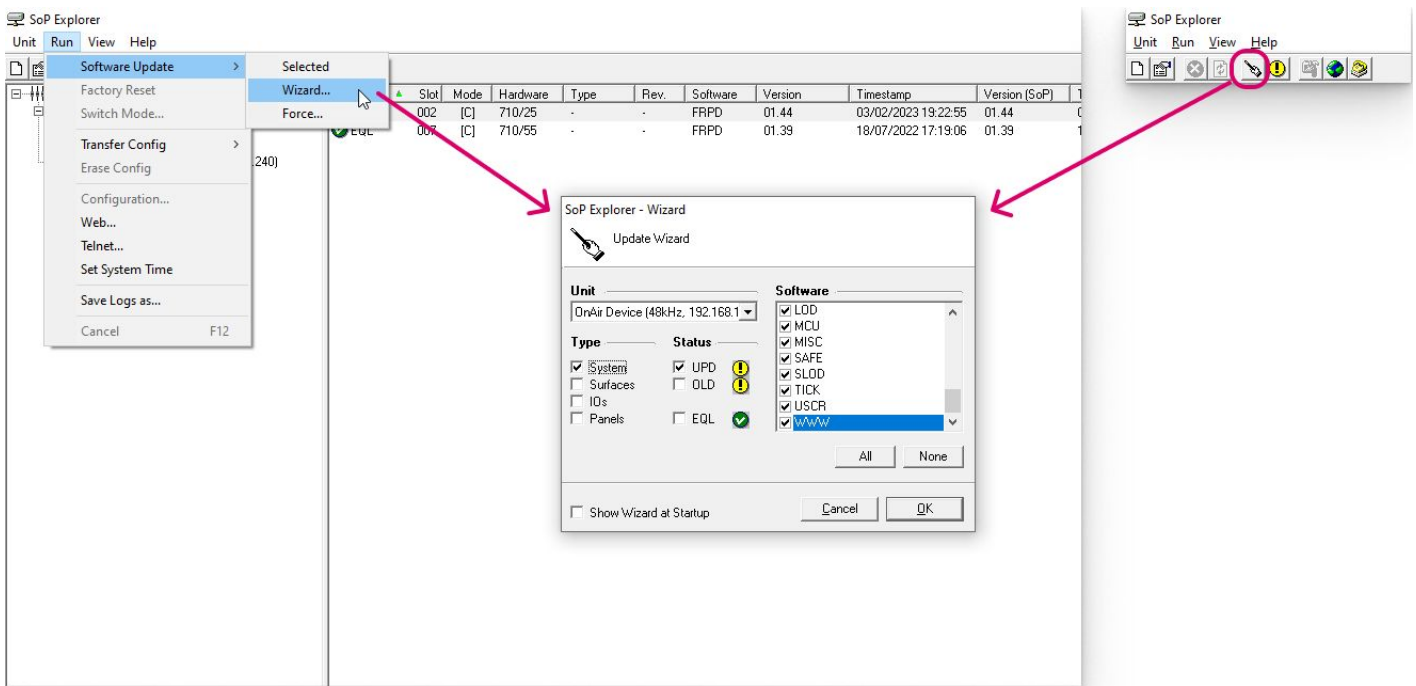 SoP Explorer
Unit Run View Help
Software Update
Factory Reset
Switch Mode...
Transfer Config
Erase Config
Configuration...
Web...
Telnet...
Set System Time
Save Logs as...
Cancel F12
Selected
Wizard...
Force...
.240)
Slot Mode Hardware Type Rev. Software Version Timestamp Version (SoP)
002 [C] 710/25 - - FRPD 01.44 03/02/2023 19:22:55 01.44
EQL 007 [C] 710/55 - - FRPD 01.39 18/07/2022 17:19:06 01.39
SoP Explorer - Wizard
Update Wizard
Unit
OnAir Device (48kHz, 192.168.1
Type
System
Surfaces
IOs
Panels
Status
UPD
OLD
EQL
Software
LOD
MCU
MISC
SAFE
SLOD
TICK
USCR
WWW
All None
Show Wizard at Startup
Cancel OK
SoP Explorer
Unit Run View Help